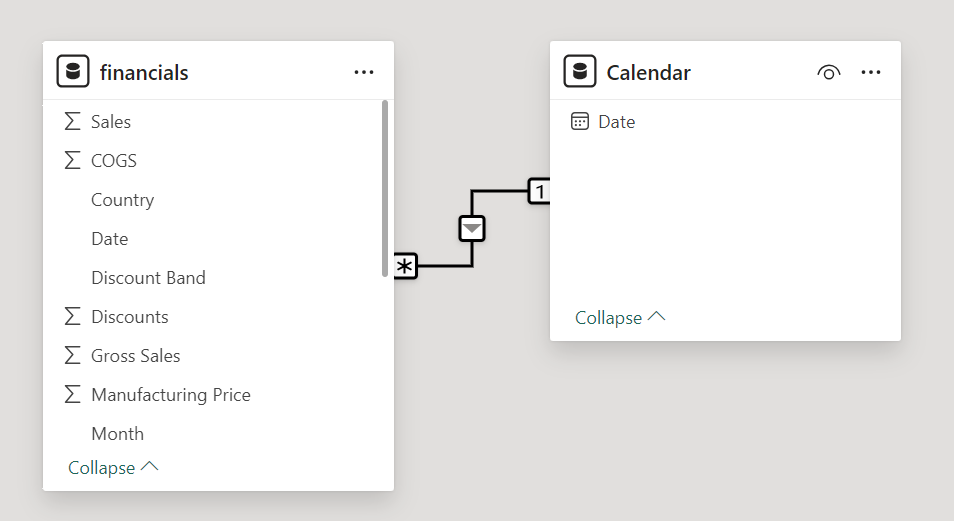 financials
Sales
COGS
Country
Date
Discount Band
Discounts
Gross Sales
Manufacturing Price
Month
Collapse
*
1
Calendar
Date
Collapse